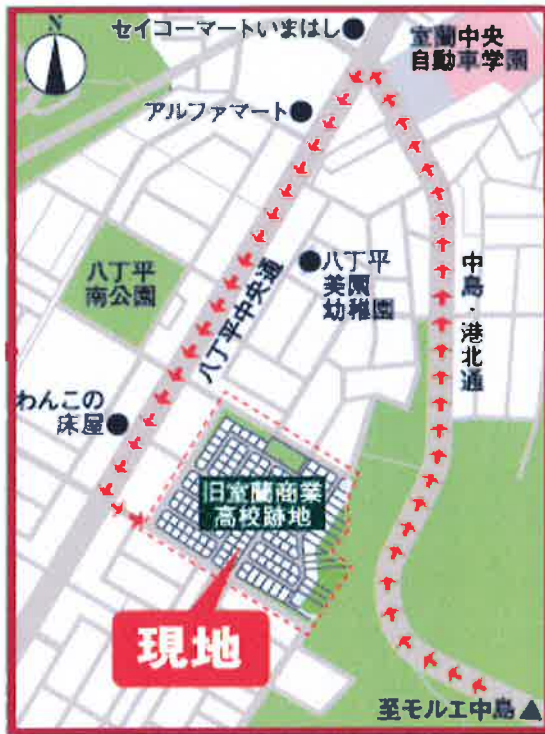 N
セイコーマートいまはし
室蘭中央
自動車学園
アルファマート
八丁平
南公園
八丁平中央通
八丁平
美園
幼稚園
中島・港北通
わんこの
床屋
旧室蘭商業
高校跡地
現地
至モルエ中島